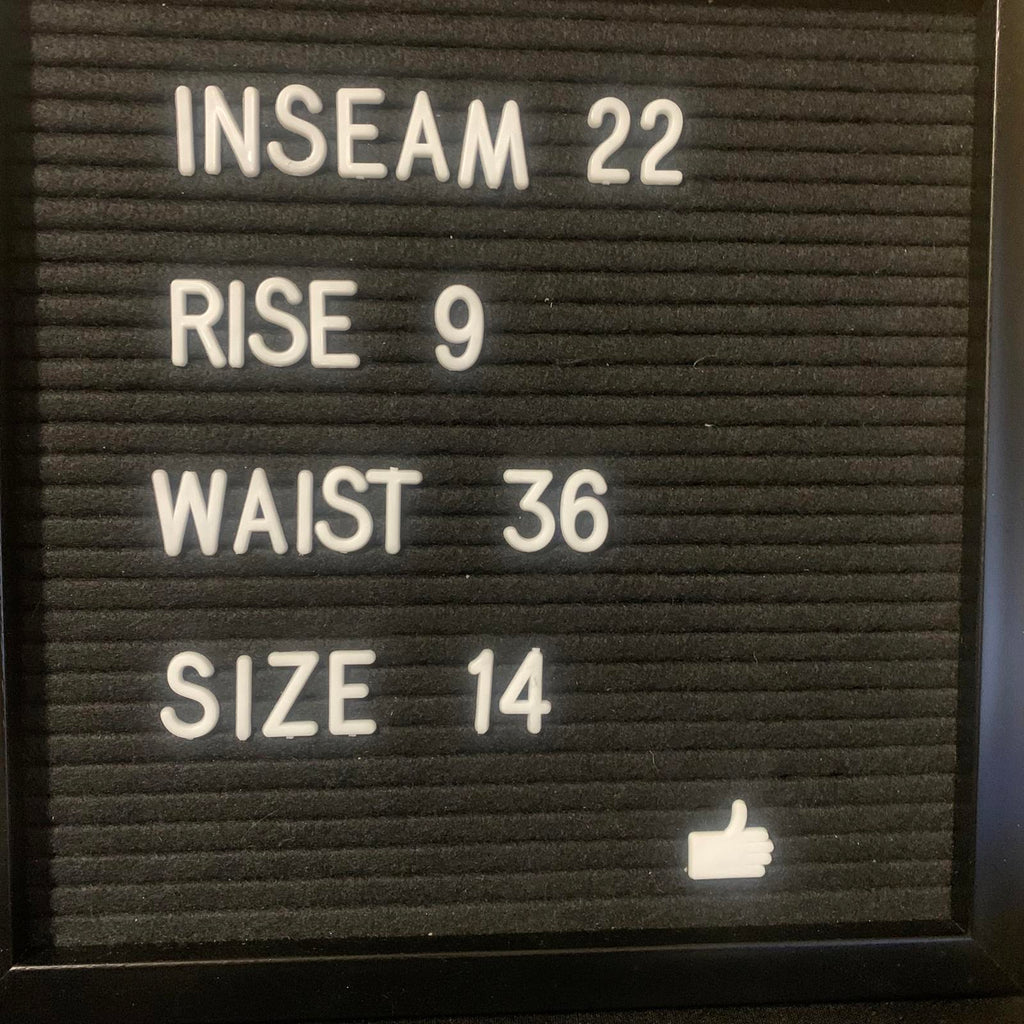 INSEAM 22
RISE 9
WAIST 36
SIZE 14